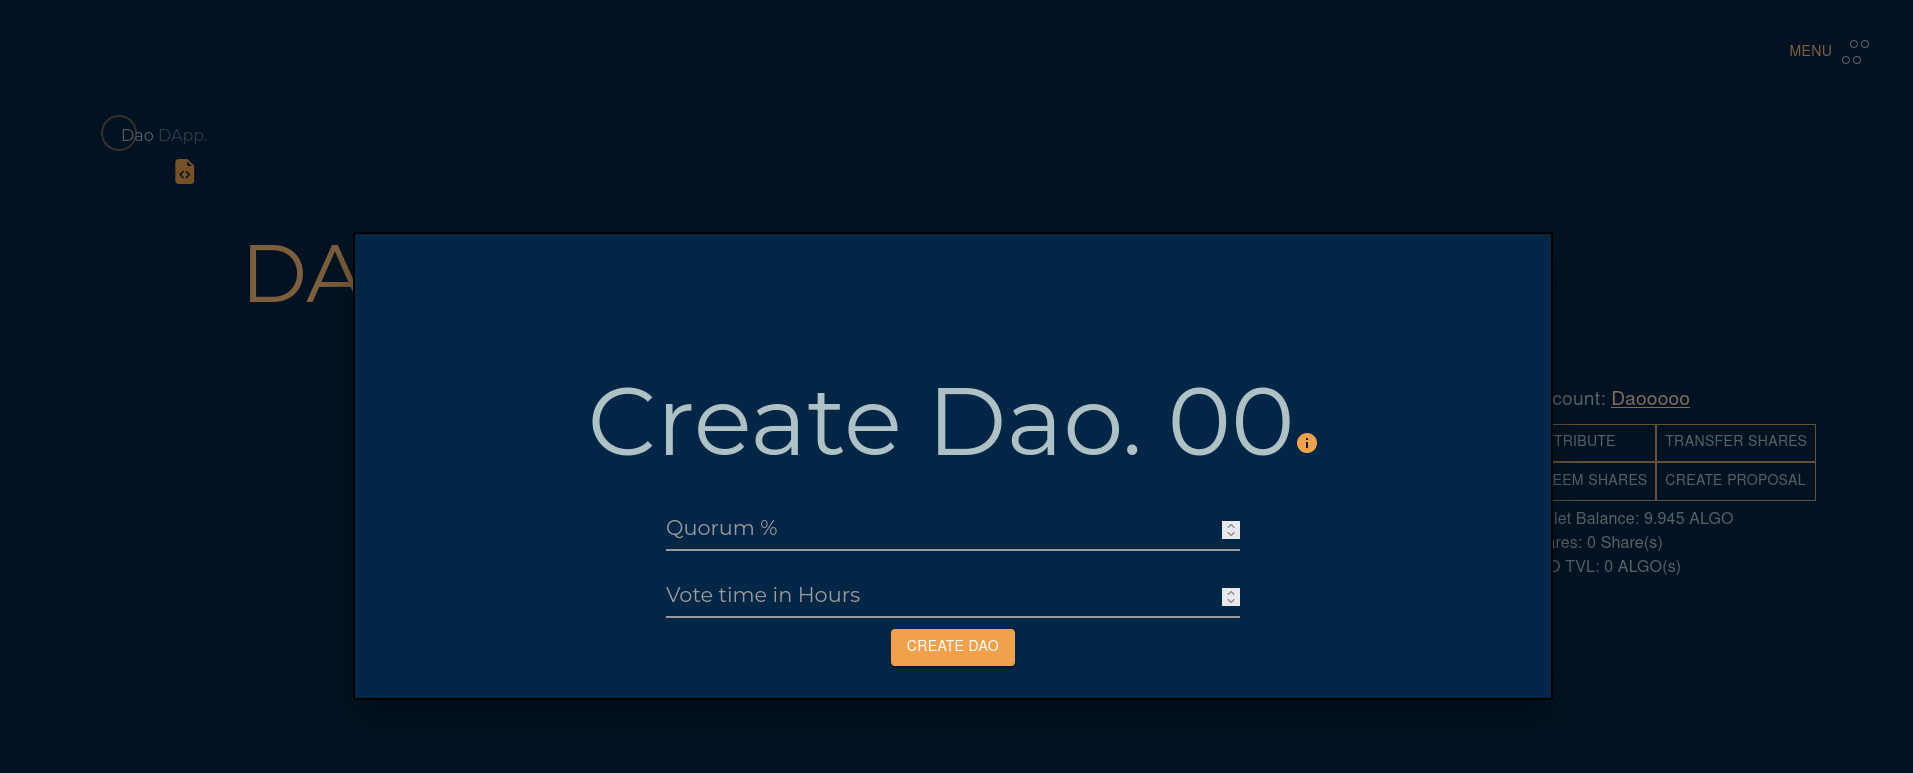 MENU
Dao DApp.
DA
Create Dao. 00
count: Daooooo
TRIBUTE
TRANSFER SHARES
EEM SHARES
CREATE PROPOSAL
Quorum %
let Balance: 9.945 ALGO
res: 0 Share(s)
O TVL: 0 ALGO(s)
Vote time in Hours
CREATE DAO